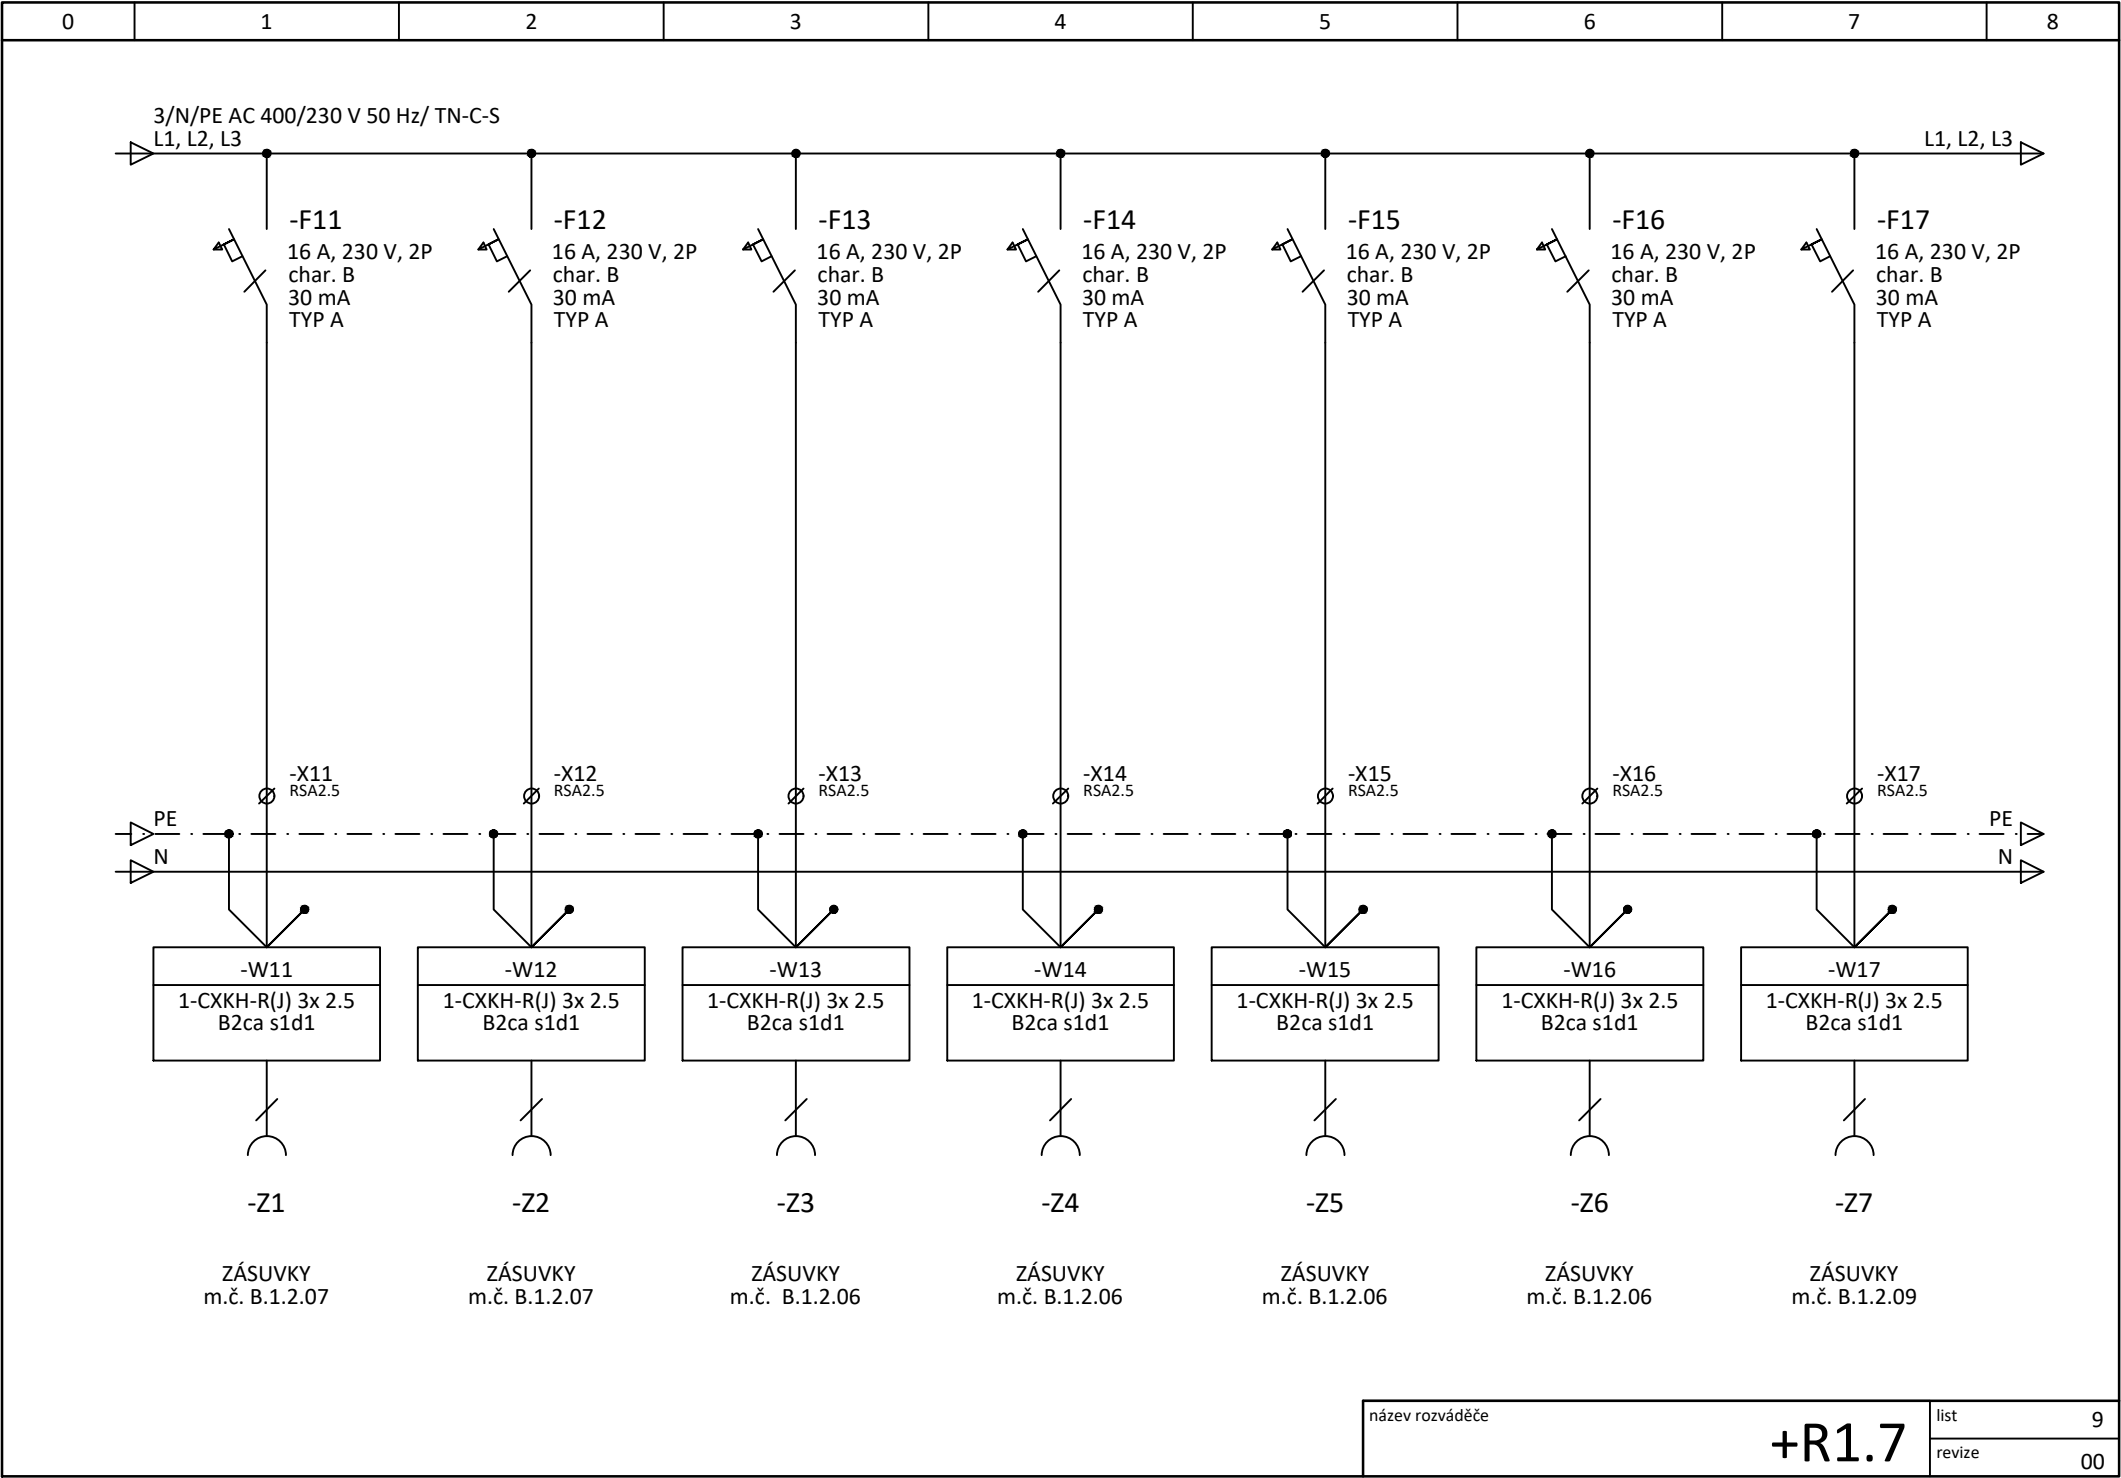 0 1 2 3 4 5 6 7 8
3/N/PE AC 400/230 V 50 Hz/ TN-C-S
L1, L2, L3
L1, L2, L3
-F11
16 A, 230 V, 2P
char. B
30 mA
TYP A
-F12
16 A, 230 V, 2P
char. B
30 mA
TYP A
-F13
16 A, 230 V, 2P
char. B
30 mA
TYP A
-F14
16 A, 230 V, 2P
char. B
30 mA
TYP A
-F15
16 A, 230 V, 2P
char. B
30 mA
TYP A
-F16
16 A, 230 V, 2P
char. B
30 mA
TYP A
-F17
16 A, 230 V, 2P
char. B
30 mA
TYP A
-X11
RSA2.5
-X12
RSA2.5
-X13
RSA2.5
-X14
RSA2.5
-X15
RSA2.5
-X16
RSA2.5
-X17
RSA2.5
PE
PE
N
N
-W11
1-CXKH-R(J) 3x 2.5
B2ca s1d1
-W12
1-CXKH-R(J) 3x 2.5
B2ca s1d1
-W13
1-CXKH-R(J) 3x 2.5
B2ca s1d1
-W14
1-CXKH-R(J) 3x 2.5
B2ca s1d1
-W15
1-CXKH-R(J) 3x 2.5
B2ca s1d1
-W16
1-CXKH-R(J) 3x 2.5
B2ca s1d1
-W17
1-CXKH-R(J) 3x 2.5
B2ca s1d1
-Z1
ZÁSUVKY
m.č. B.1.2.07
-Z2
ZÁSUVKY
m.č. B.1.2.07
-Z3
ZÁSUVKY
m.č. B.1.2.06
-Z4
ZÁSUVKY
m.č. B.1.2.06
-Z5
ZÁSUVKY
m.č. B.1.2.06
-Z6
ZÁSUVKY
m.č. B.1.2.06
-Z7
ZÁSUVKY
m.č. B.1.2.09
název rozváděče
+R1.7
list 9
revize 00